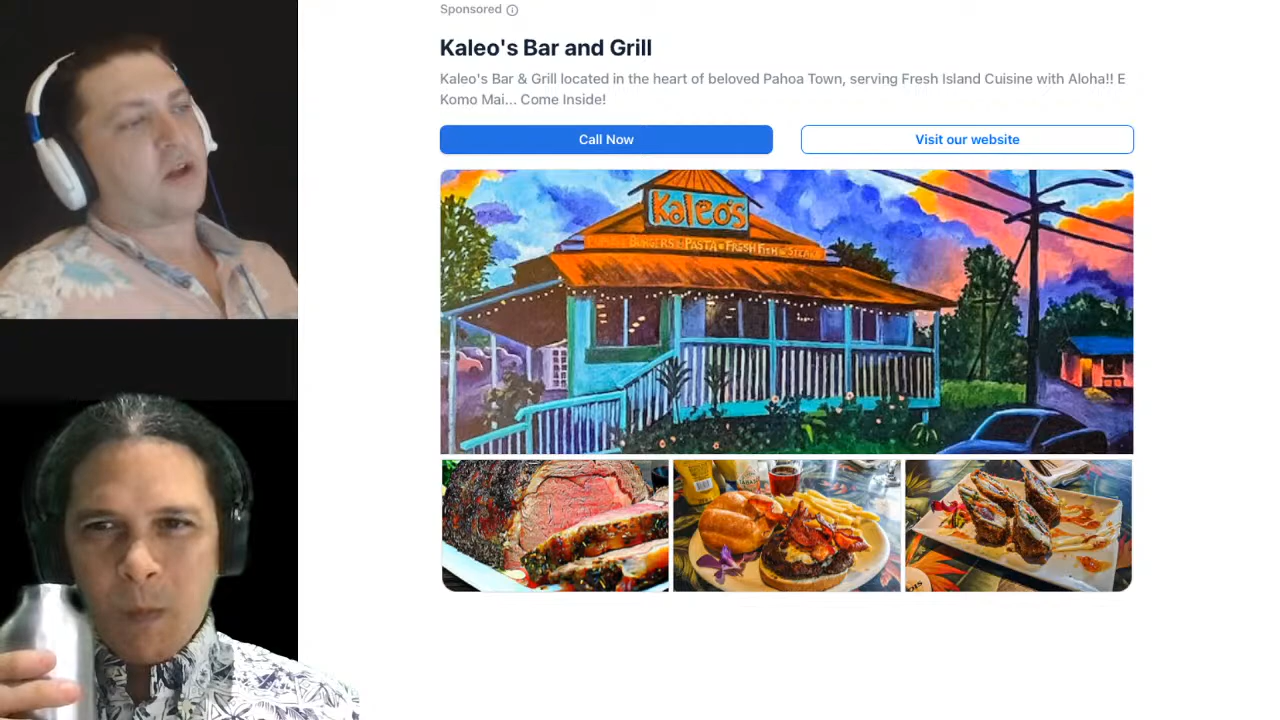 Sponsored
Kaleo's Bar and Grill
Kaleo's Bar & Grill located in the heart of beloved Pahoa Town, serving Fresh Island Cuisine with Aloha!! E
Komo Mai... Come Inside!
Call Now
Visit our website
Kaleo's
BURGERS PASTA FRESH FISH STEAK